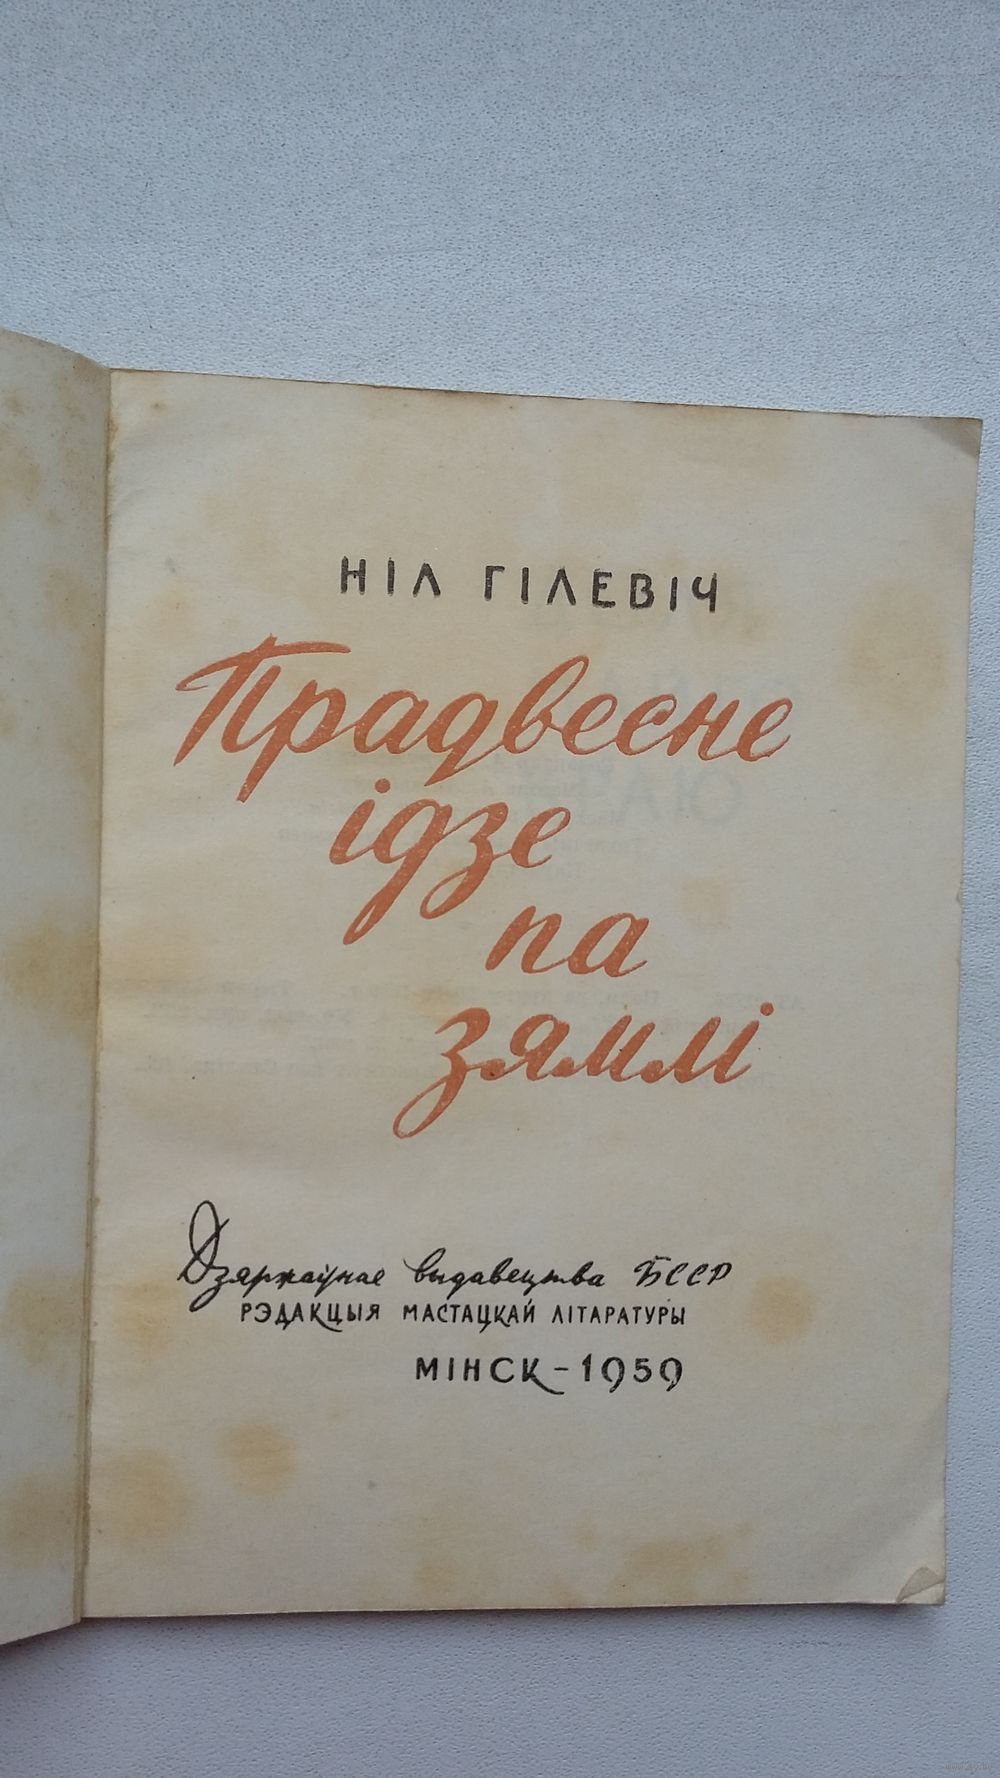 НІЛ ГІЛЕВІЧ
Прадвесне
ідзе
па
зямлі
Дзяржаўнае выдавецтва БССР
РЭДАКЦЫЯ МАСТАЦКАЙ ЛІТАРАТУРЫ
МІНСК – 1959